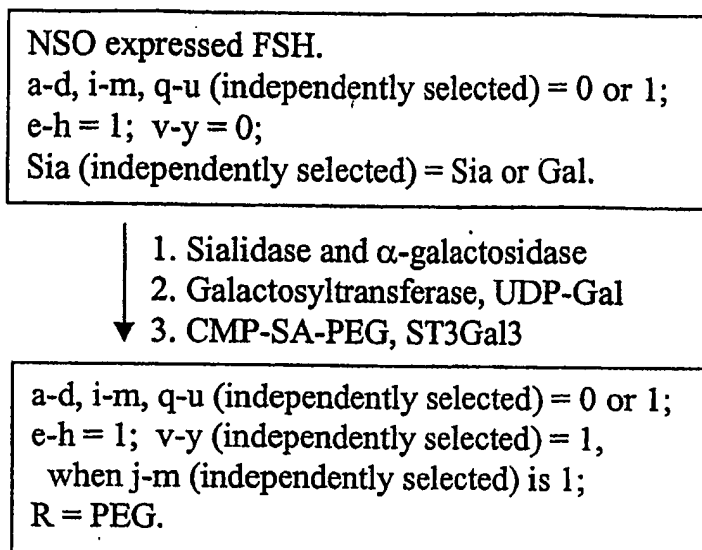 NSO expressed FSH.
a-d, i-m, q-u (independently selected) = 0 or 1;
e-h = 1; v-y = 0;
Sia (independently selected) = Sia or Gal.
1. Sialidase and α-galactosidase
2. Galactosyltransferase, UDP-Gal
3. CMP-SA-PEG, ST3Gal3
a-d, i-m, q-u (independently selected) = 0 or 1;
e-h = 1; v-y (independently selected) = 1,
when j-m (independently selected) is 1;
R = PEG.